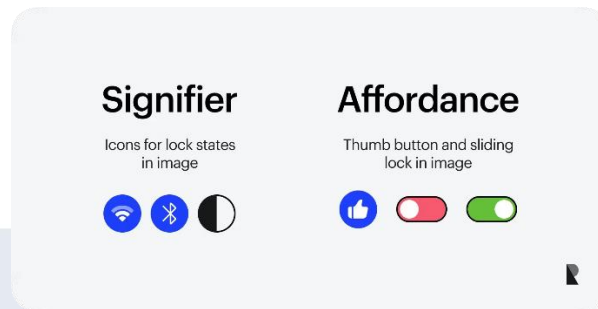 Signifier
Icons for lock states
in image
Affordance
Thumb button and sliding
lock in image